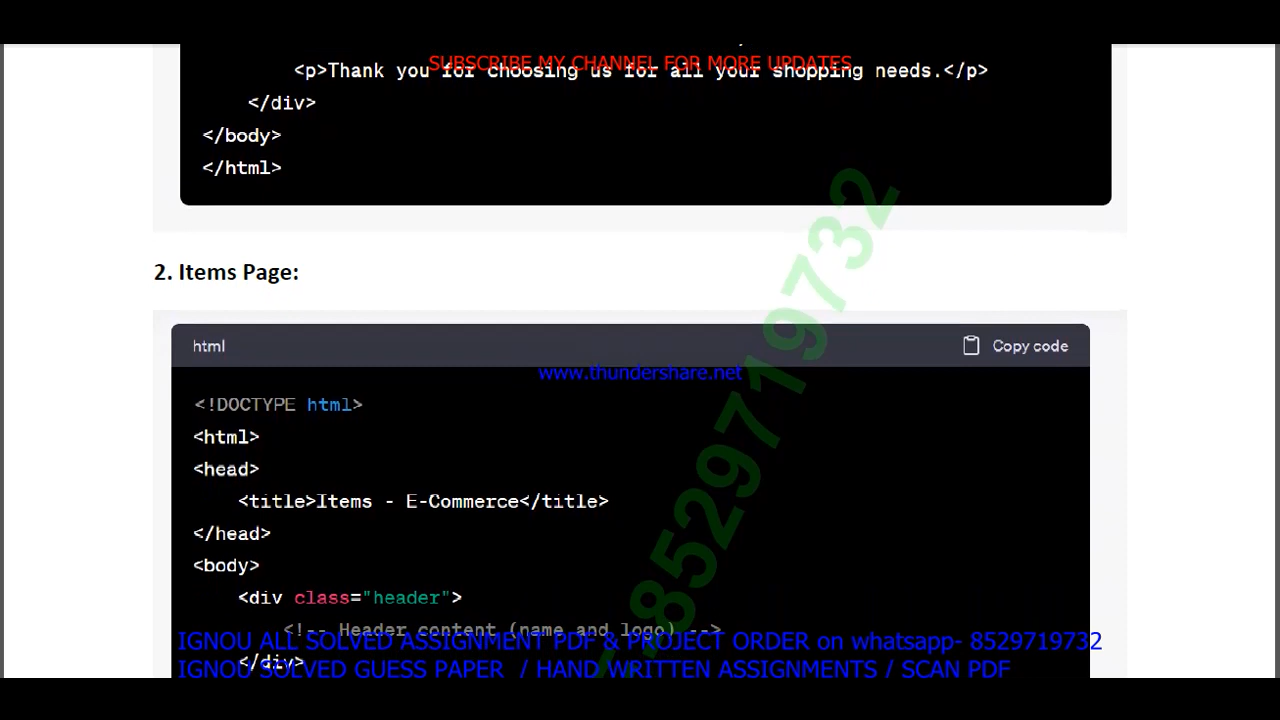 SUBSCRIBE MY CHANNEL FOR MORE UPDATES
<p>Thank you for choosing us for all your shopping needs.</p>
</div>
</body>
</html>
2. Items Page:
html
Copy code
www.thundershare.net
<!DOCTYPE html>
<html>
<head>
<title>Items - E-Commerce</title>
</head>
<body>
<div class="header">
<!-- Header content (name and logo) -->
</div>
IGNOU ALL SOLVED ASSIGNMENT PDF & PROJECT ORDER on whatsapp- 8529719732
IGNOU SOLVED GUESS PAPER / HAND WRITTEN ASSIGNMENTS / SCAN PDF
8529719732